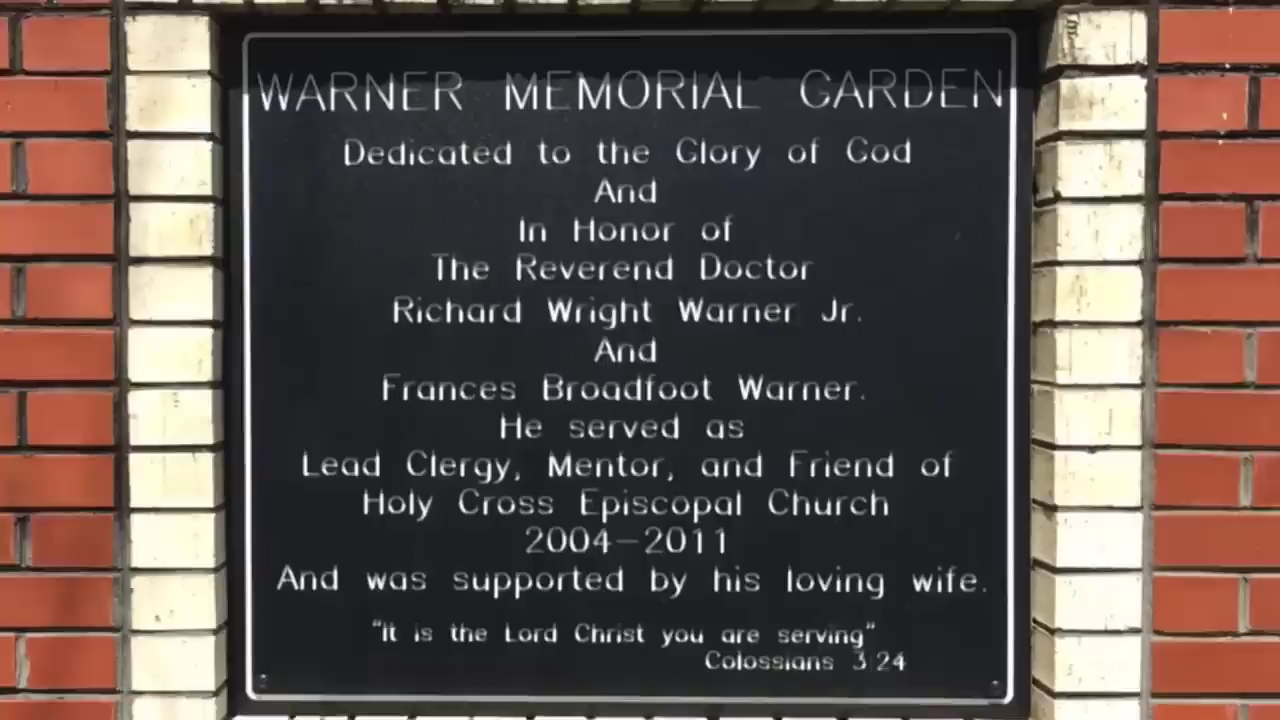 WARNER MEMORIAL GARDEN
Dedicated to the Glory of God
And
In Honor of
The Reverend Doctor
Richard Wright Warner Jr.
And
Frances Broadfoot Warner.
He served as
Lead Clergy, Mentor, and Friend of
Holy Cross Episcopal Church
2004-2011
And was supported by his loving wife.
"It is the Lord Christ you are serving"
Colossians 3:24